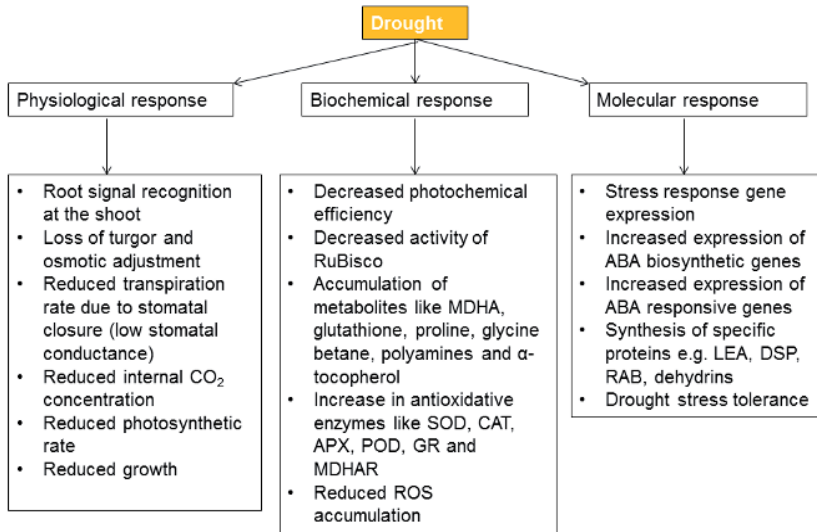 Drought
Physiological response
Biochemical response
Molecular response
• Root signal recognition
at the shoot
• Loss of turgor and
osmotic adjustment
• Reduced transpiration
rate due to stomatal
closure (low stomatal
conductance)
• Reduced internal CO₂
concentration
• Reduced photosynthetic
rate
• Reduced growth
• Decreased photochemical
efficiency
• Decreased activity of
RuBisco
• Accumulation of
metabolites like MDHA,
glutathione, proline, glycine
betaine, polyamines and α-
tocopherol
• Increase in antioxidative
enzymes like SOD, CAT,
APX, POD, GR and
MDHAR
• Reduced ROS
accumulation
• Stress response gene
expression
• Increased expression of
ABA biosynthetic genes
• Increased expression of
ABA responsive genes
• Synthesis of specific
proteins e.g. LEA, DSP,
RAB, dehydrins
• Drought stress tolerance